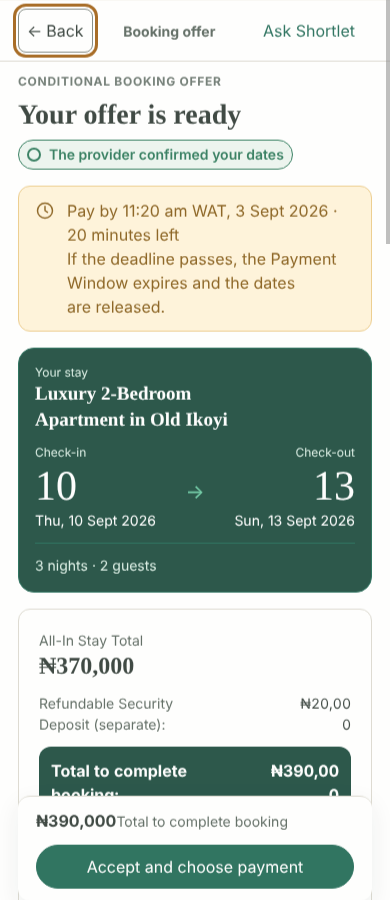 ← Back
Booking offer
Ask Shortlet
CONDITIONAL BOOKING OFFER
Your offer is ready
The provider confirmed your dates
Pay by 11:20 am WAT, 3 Sept 2026 ·
20 minutes left
If the deadline passes, the Payment
Window expires and the dates
are released.
Your stay
Luxury 2-Bedroom
Apartment in Old Ikoyi
Check-in
Check-out
10
→
13
Thu, 10 Sept 2026
Sun, 13 Sept 2026
3 nights · 2 guests
All-In Stay Total
₦370,000
Refundable Security
Deposit (separate):
₦20,00
0
Total to complete
booking:
₦390,00
0
₦390,000Total to complete booking
Accept and choose payment